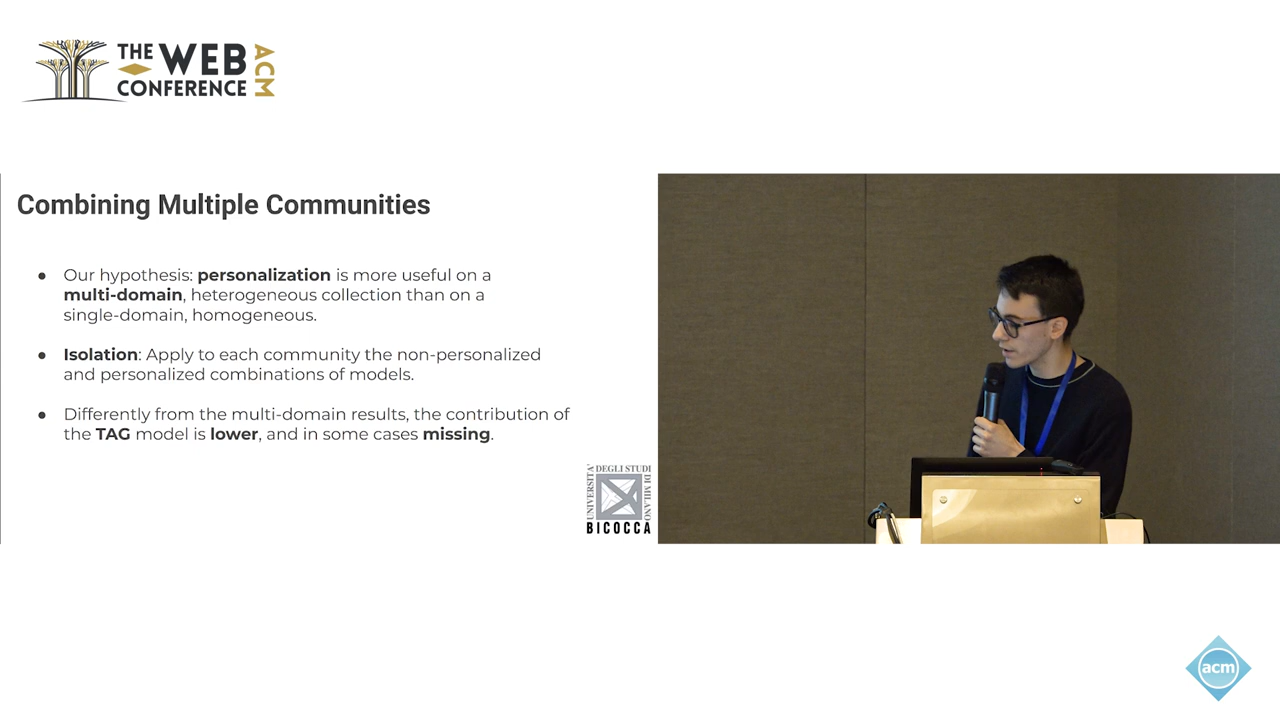 THE WEB
CONFERENCE
ACM
Combining Multiple Communities
● Our hypothesis: personalization is more useful on a
multi-domain, heterogeneous collection than on a
single-domain, homogeneous.
● Isolation: Apply to each community the non-personalized
and personalized combinations of models.
● Differently from the multi-domain results, the contribution of
the TAG model is lower, and in some cases missing.
UNIVERSITA' DEGLI STUDI DI MILANO
BICOCCA
acm